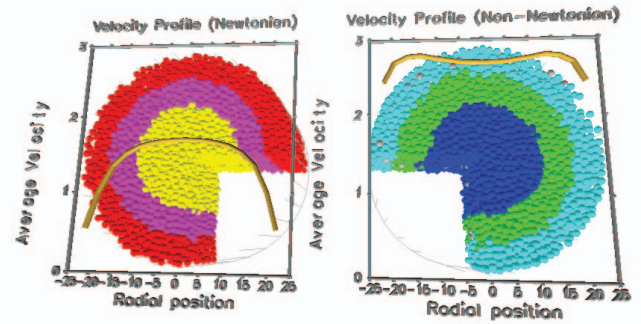 Velocity Profile (Newtonian)
3
2
1
0
Average Velocity
-25-20-15-10-5 0 5 10 15 20 25
Radial position
Velocity Profile (Non-Newtonian)
3
2
1
0
Average Velocity
-25-20-15-10-5 0 5 10 15 20 25
Radial position